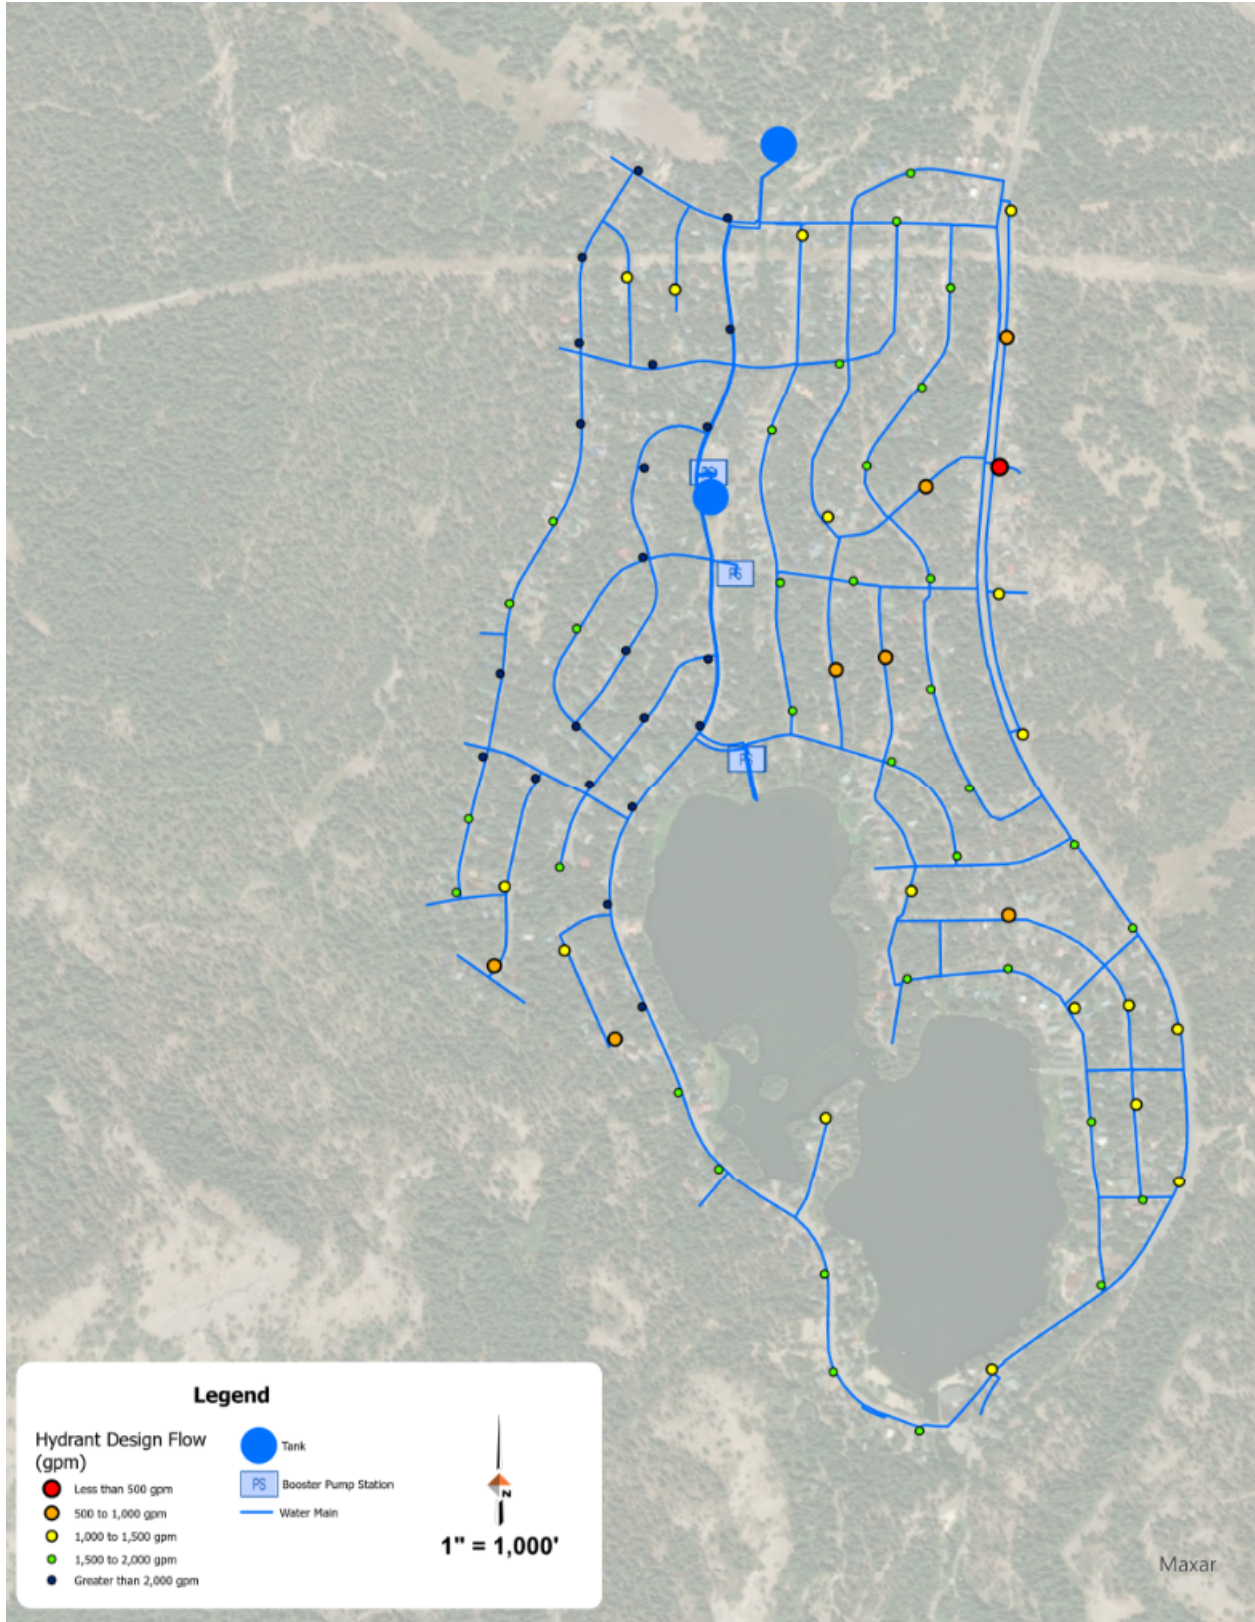 PS
PS
PS
Legend
Hydrant Design Flow
(gpm)
Less than 500 gpm
500 to 1,000 gpm
1,000 to 1,500 gpm
1,500 to 2,000 gpm
Greater than 2,000 gpm
Tank
PS Booster Pump Station
Water Main
N
1" = 1,000'
Maxar